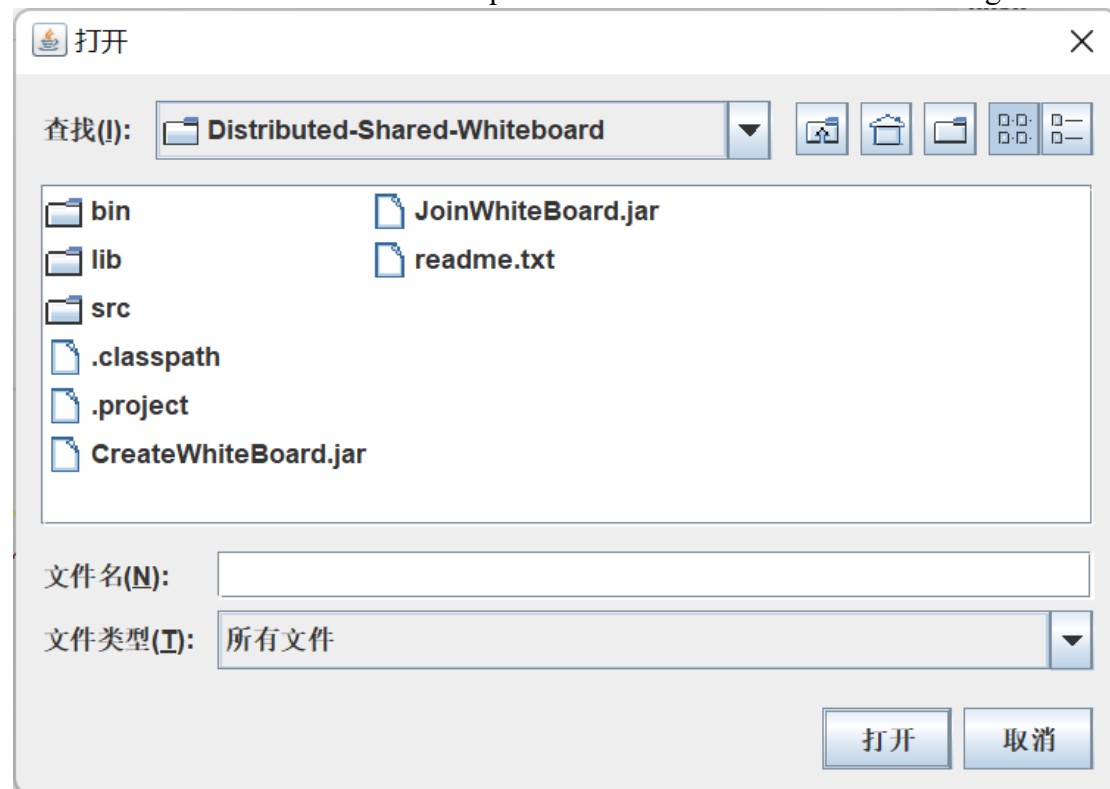 打开
查找(I): Distributed-Shared-Whiteboard
bin
lib
src
.classpath
.project
CreateWhiteBoard.jar
JoinWhiteBoard.jar
readme.txt
文件名(N):
文件类型(T): 所有文件
打开 取消